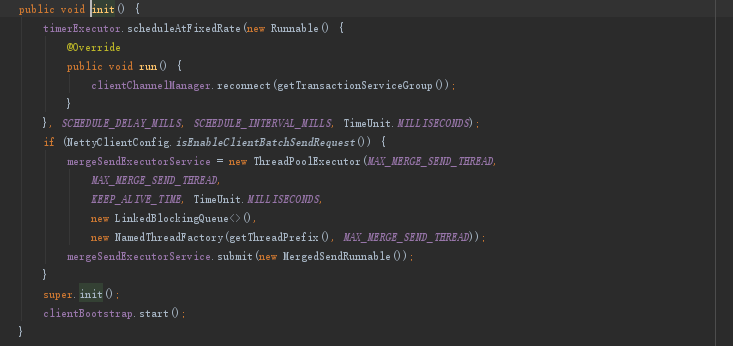 public void init() {
    timerExecutor.scheduleAtFixedRate(new Runnable() {
        @Override
        public void run() {
            clientChannelManager.reconnect(getTransactionServiceGroup());
        }
    }, SCHEDULE_DELAY_MILLS, SCHEDULE_INTERVAL_MILLS, TimeUnit.MILLISECONDS);
    if (NettyClientConfig.isEnableClientBatchSendRequest()) {
        mergeSendExecutorService = new ThreadPoolExecutor(MAX_MERGE_SEND_THREAD,
            MAX_MERGE_SEND_THREAD,
            KEEP_ALIVE_TIME, TimeUnit.MILLISECONDS,
            new LinkedBlockingQueue<>(),
            new NamedThreadFactory(getThreadPrefix(), MAX_MERGE_SEND_THREAD));
        mergeSendExecutorService.submit(new MergedSendRunnable());
    }
    super.init();
    clientBootstrap.start();
}